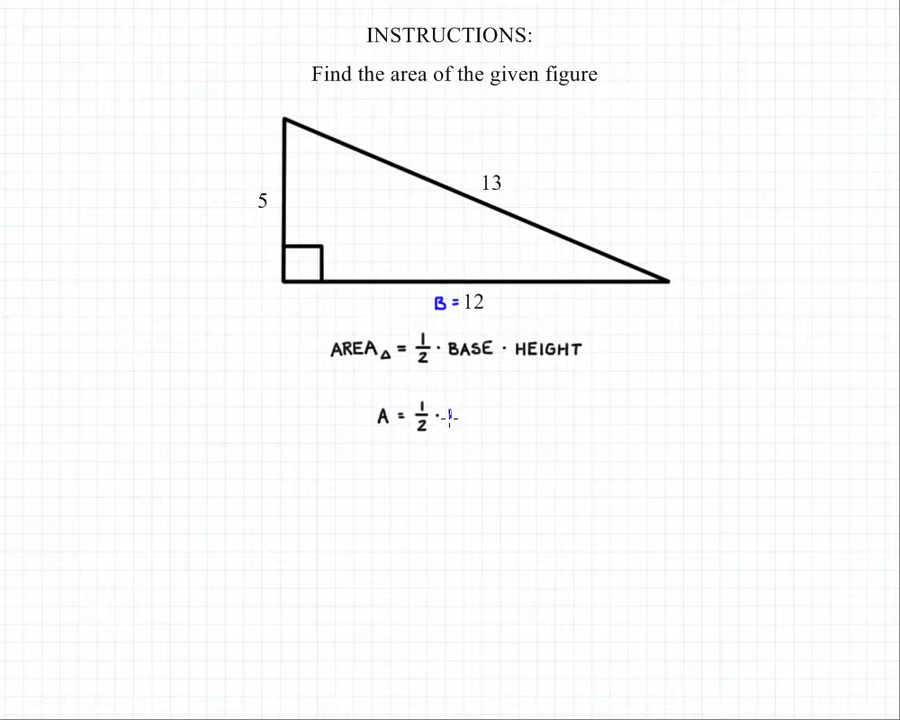 INSTRUCTIONS:
Find the area of the given figure
13
5
B = 12
AREA△ = 1/2 · BASE · HEIGHT
A = 1/2 ·